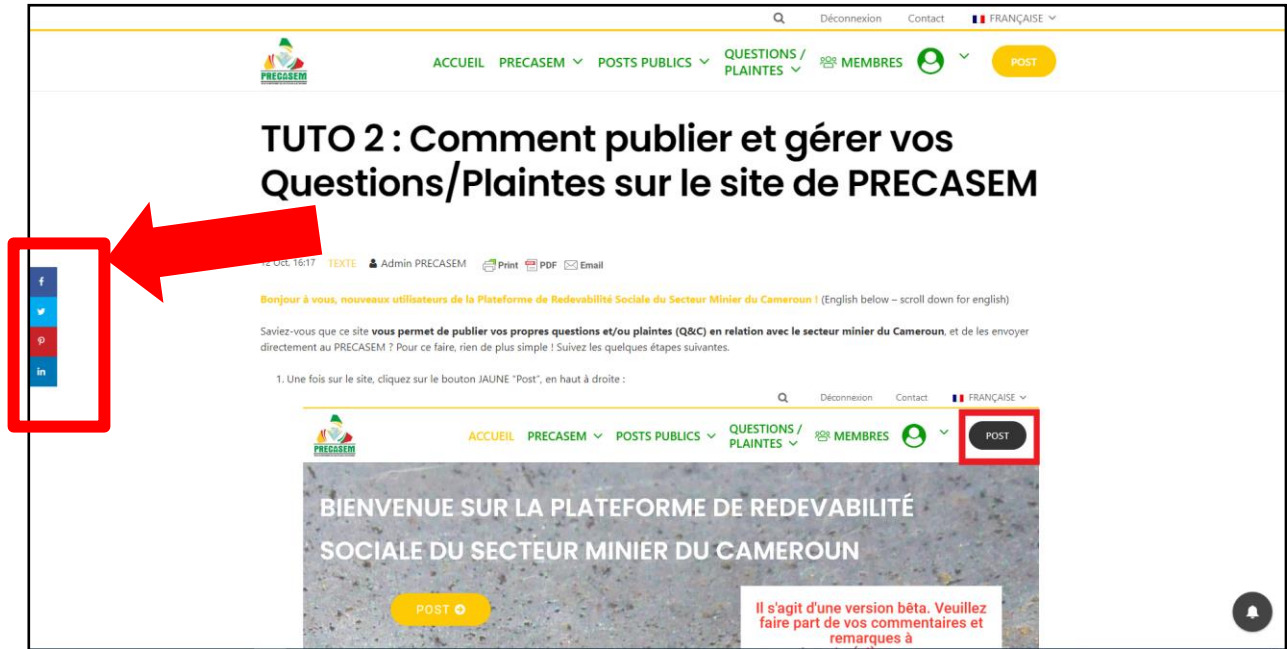 Déconnexion Contact FRANÇAISE
PRECASEM
ACCUEIL PRECASEM POSTS PUBLICS QUESTIONS / PLAINTES MEMBRES POST
TUTO 2 : Comment publier et gérer vos
Questions/Plaintes sur le site de PRECASEM
12 Oct. 16:17 TEXTE Admin PRECASEM Print PDF Email
Bonjour à vous, nouveaux utilisateurs de la Plateforme de Redevabilité Sociale du Secteur Minier du Cameroun ! (English below – scroll down for english)
Saviez-vous que ce site vous permet de publier vos propres questions et/ou plaintes (Q&C) en relation avec le secteur minier du Cameroun, et de les envoyer
directement au PRECASEM ? Pour ce faire, rien de plus simple ! Suivez les quelques étapes suivantes.
1. Une fois sur le site, cliquez sur le bouton JAUNE "Post", en haut à droite :
Déconnexion Contact FRANÇAISE
PRECASEM
ACCUEIL PRECASEM POSTS PUBLICS QUESTIONS / PLAINTES MEMBRES POST
BIENVENUE SUR LA PLATEFORME DE REDEVABILITÉ
SOCIALE DU SECTEUR MINIER DU CAMEROUN
POST
Il s'agit d'une version bêta. Veuillez
faire part de vos commentaires et
remarques à